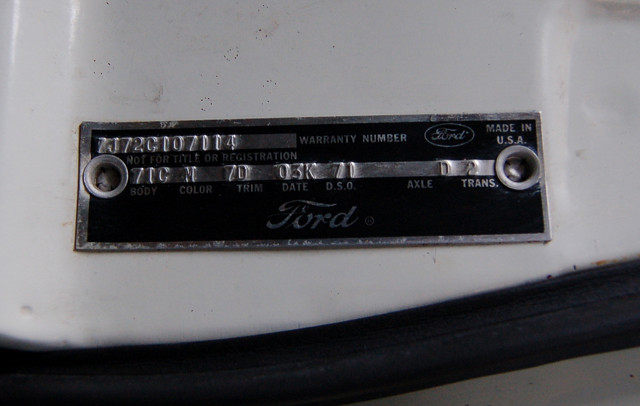 7J72C107114 WARRANTY NUMBER Ford MADE IN U.S.A.
NOT FOR TITLE OR REGISTRATION
71C M 7D 03K 71 D 2
BODY COLOR TRIM DATE D.S.O. AXLE TRANS.
Ford ®